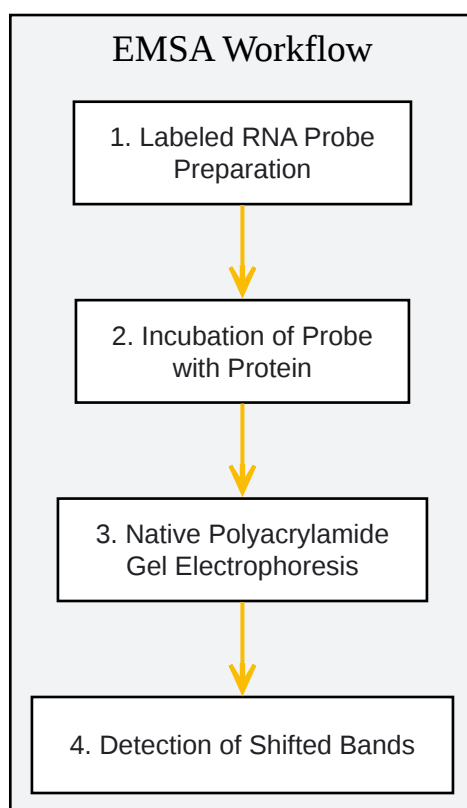 EMSA Workflow
1. Labeled RNA Probe
Preparation
2. Incubation of Probe
with Protein
3. Native Polyacrylamide
Gel Electrophoresis
4. Detection of Shifted Bands